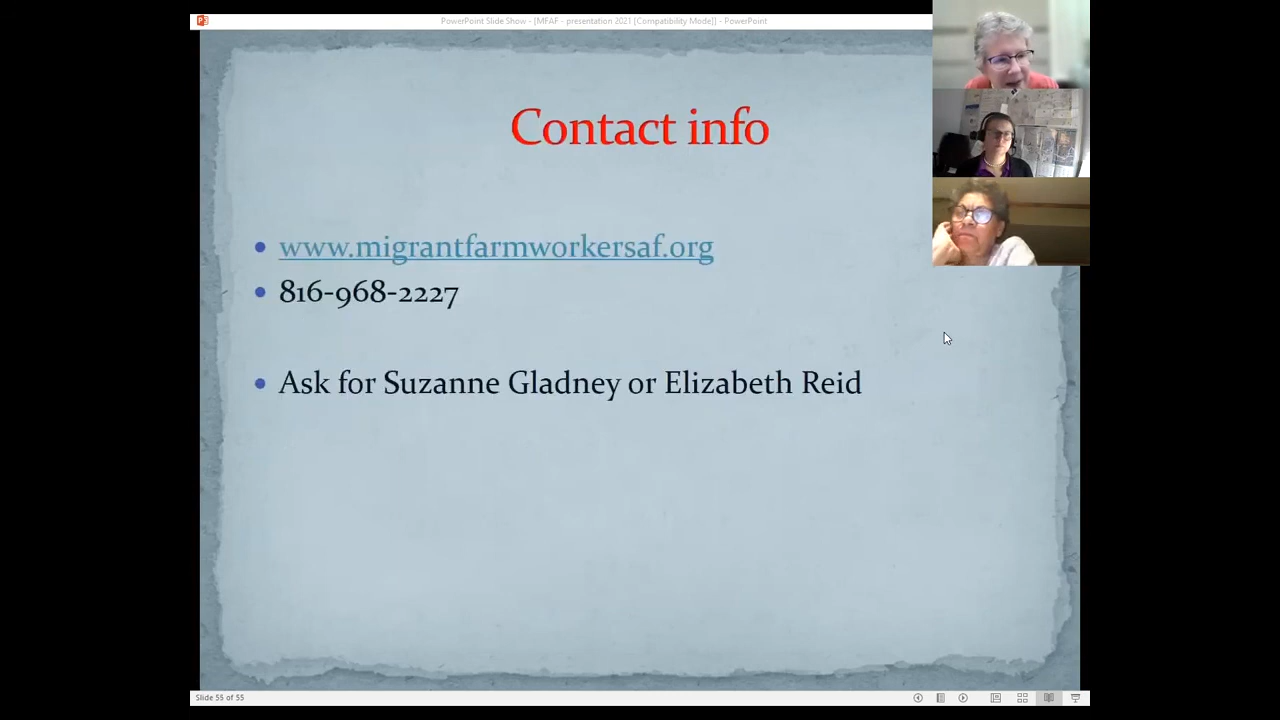 PowerPoint Slide Show - [MFAF - presentation 2021 [Compatibility Mode]] - PowerPoint
Contact info
• www.migrantfarmworkersaf.org
• 816-968-2227
• Ask for Suzanne Gladney or Elizabeth Reid
Slide 55 of 55